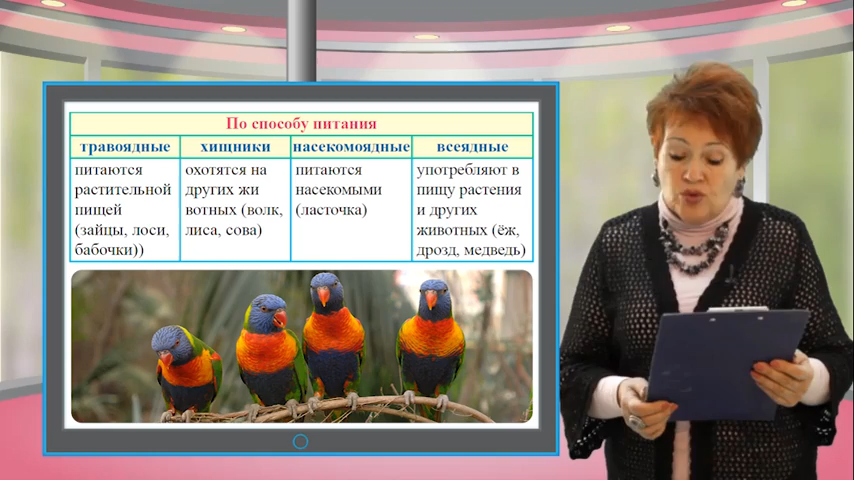 По способу питания
травоядные хищники насекомоядные всеядные
питаются
растительной
пищей
(зайцы, лоси,
бабочки))
охотятся на
других жи
вотных (волк,
лиса, сова)
питаются
насекомыми
(ласточка)
употребляют в
пищу растения
и других
животных (ёж,
дрозд, медведь)